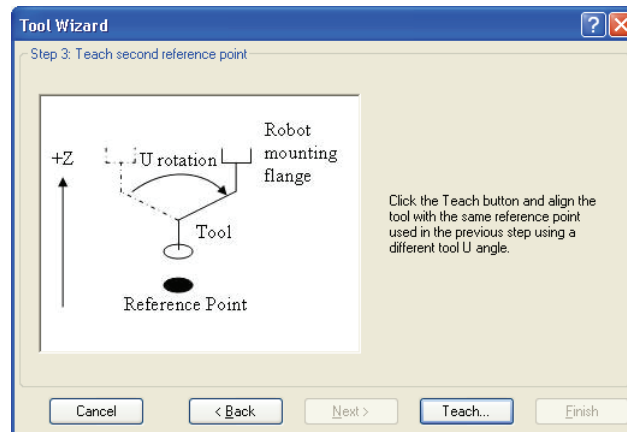 Tool Wizard
Step 3: Teach second reference point
+Z
U rotation
Robot
mounting
flange
Tool
Reference Point
Click the Teach button and align the
tool with the same reference point
used in the previous step using a
different tool U angle.
Cancel
< Back
Next >
Teach...
Finish